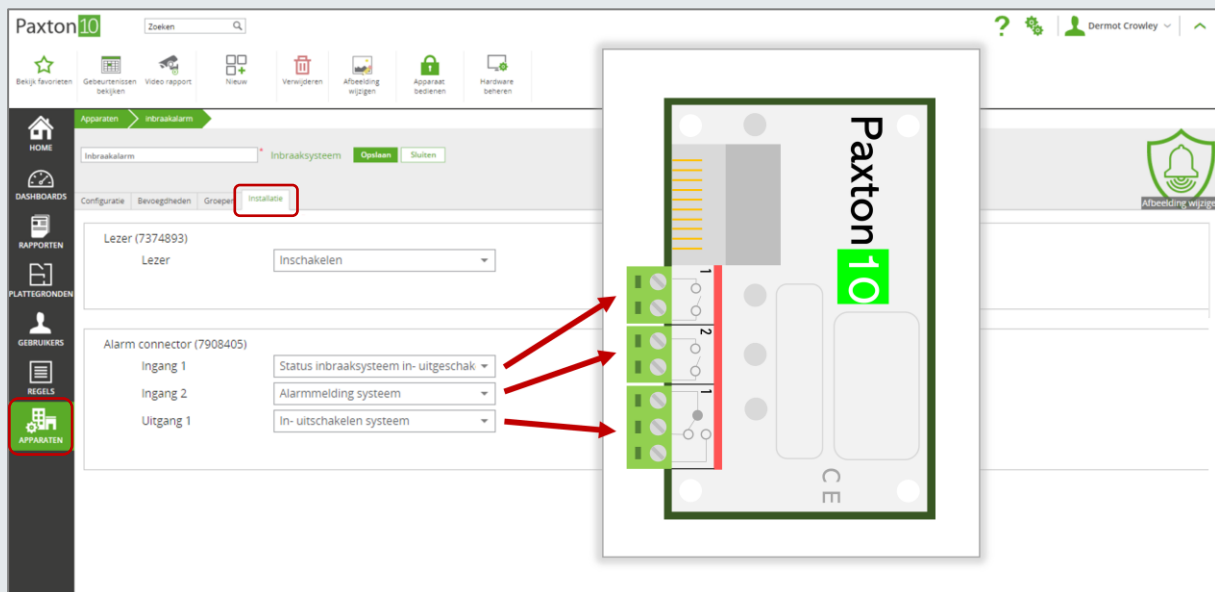 Paxton10
Zoeken
Dermot Crowley
Bekijk favorieten
Gebeurtenissen
bekijken
Video rapport
Nieuw
Verwijderen
Afbeelding
wijzigen
Apparaat
bedienen
Hardware
beheren
Apparaten
inbraakalarm
HOME
Inbraakalarm
*
Inbraaksysteem
Opslaan
Sluiten
Afbeelding wijzige
DASHBOARDS
Configuratie
Bevoegdheden
Groeper
Installatie
RAPPORTEN
Lezer (7374893)
Lezer
Inschakelen
PLATTEGRONDEN
GEBRUIKERS
Alarm connector (7908405)
Ingang 1
Status inbraaksysteem in- uitgeschak
Ingang 2
Alarmmelding systeem
Uitgang 1
In- uitschakelen systeem
REGELS
APPARATEN
Paxton10
1
2
1
CE